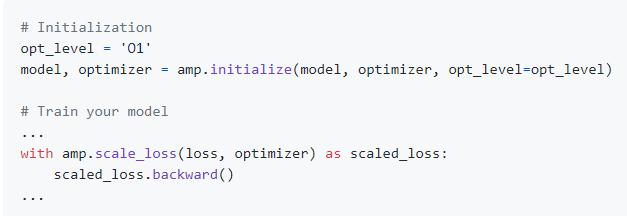 # Initialization
opt_level = 'O1'
model, optimizer = amp.initialize(model, optimizer, opt_level=opt_level)
# Train your model
...
with amp.scale_loss(loss, optimizer) as scaled_loss:
    scaled_loss.backward()
...